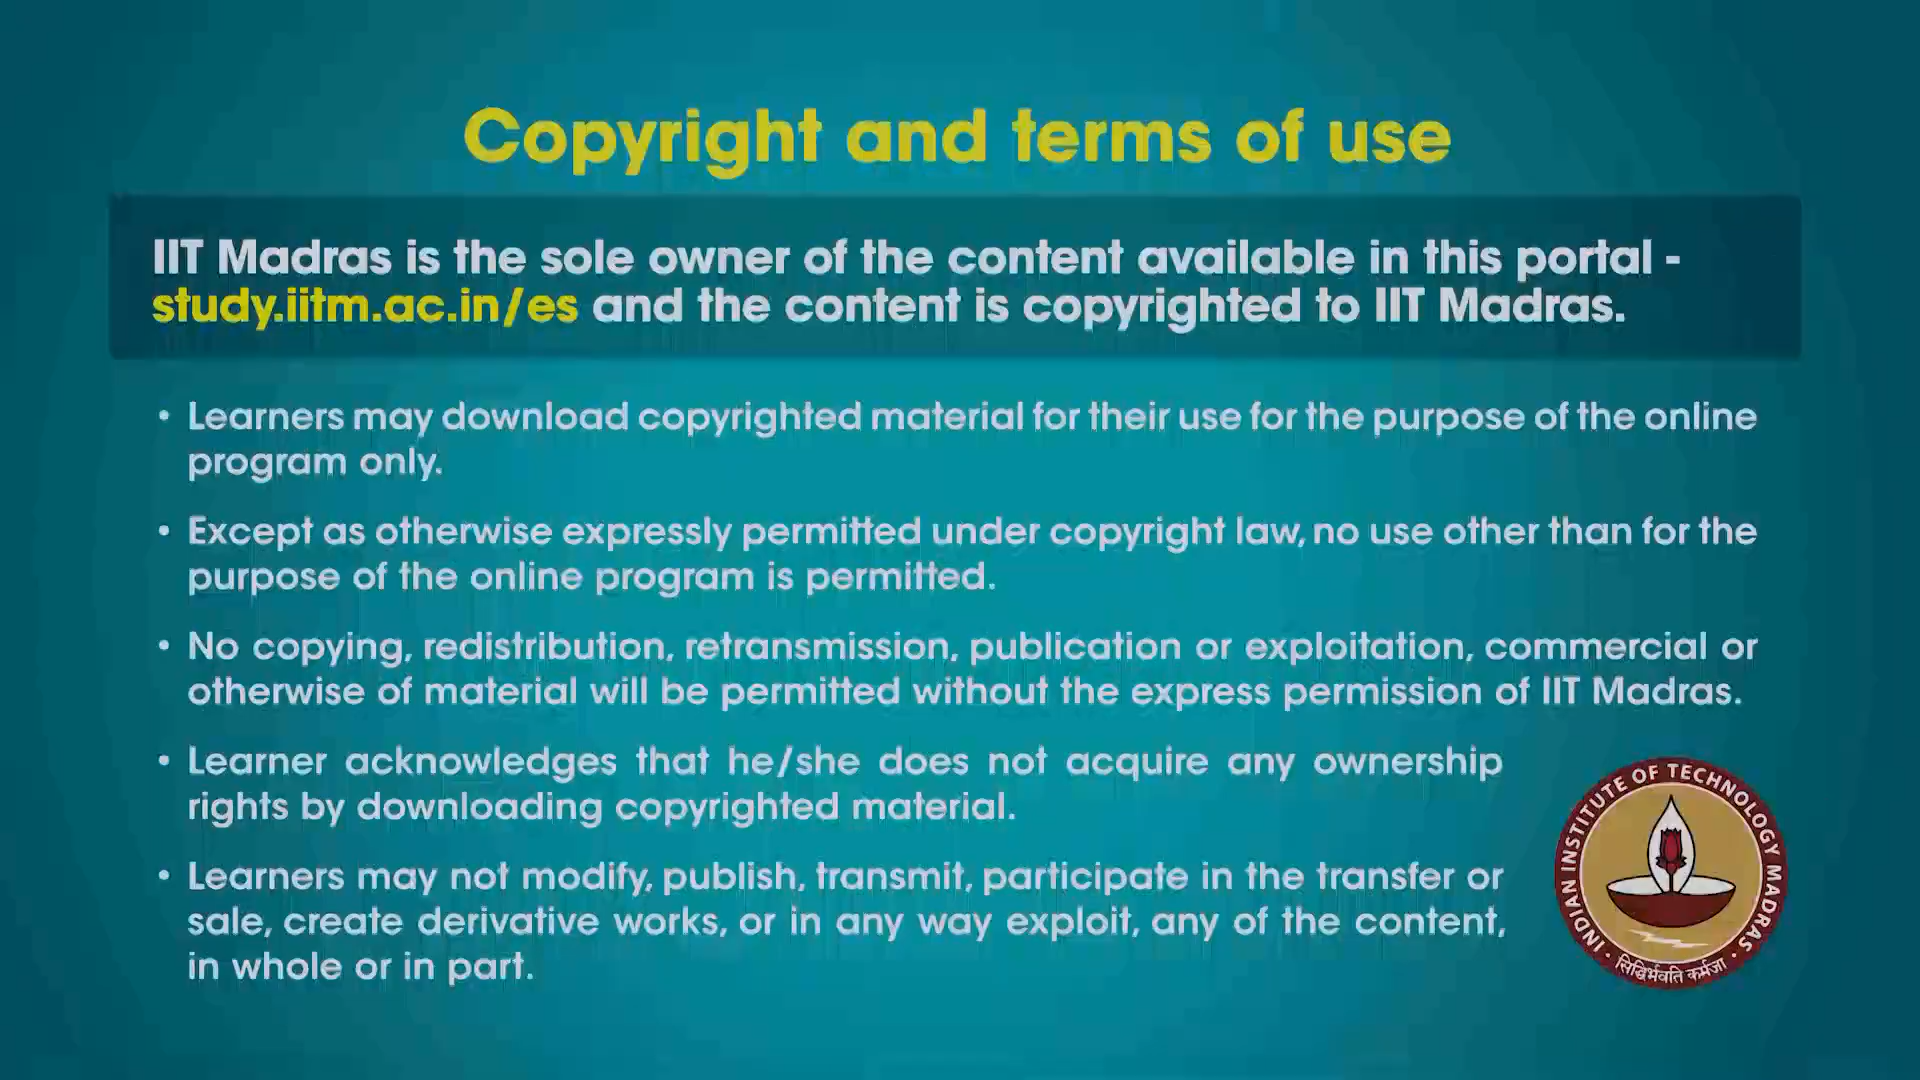 Copyright and terms of use
IIT Madras is the sole owner of the content available in this portal -
study.iitm.ac.in/es and the content is copyrighted to IIT Madras.
• Learners may download copyrighted material for their use for the purpose of the online
program only.
• Except as otherwise expressly permitted under copyright law, no use other than for the
purpose of the online program is permitted.
• No copying, redistribution, retransmission, publication or exploitation, commercial or
otherwise of material will be permitted without the express permission of IIT Madras.
• Learner acknowledges that he/she does not acquire any ownership
rights by downloading copyrighted material.
• Learners may not modify, publish, transmit, participate in the transfer or
sale, create derivative works, or in any way exploit, any of the content,
in whole or in part.
INDIAN INSTITUTE OF TECHNOLOGY MADRAS
सिद्धिर्भवति कर्मजा